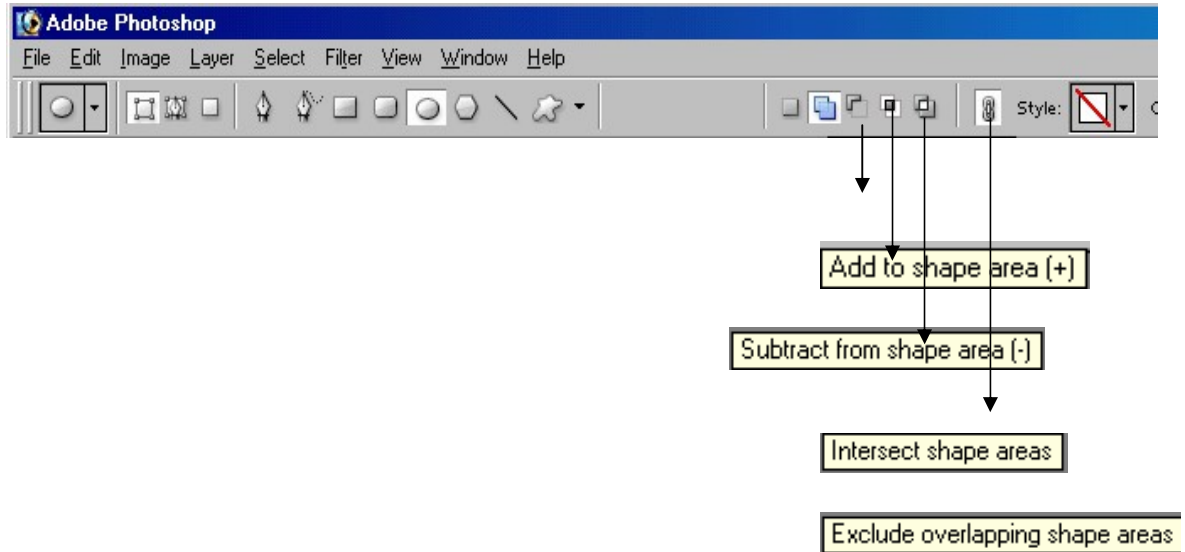 Adobe Photoshop
File Edit Image Layer Select Filter View Window Help
Style:
Add to shape area (+)
Subtract from shape area (-)
Intersect shape areas
Exclude overlapping shape areas